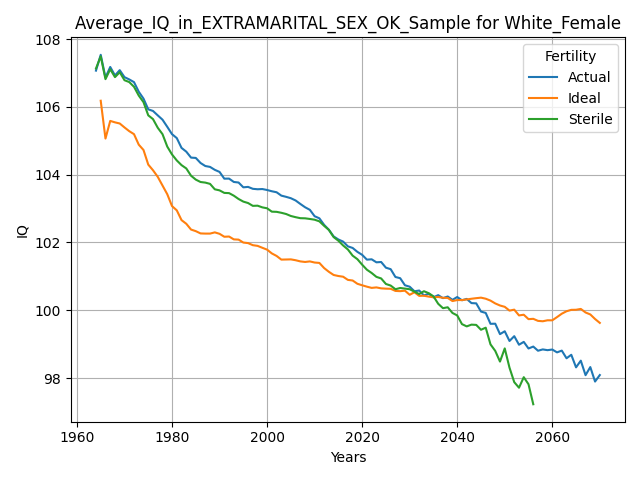 Average_IQ_in_EXTRAMARITAL_SEX_OK_Sample for White_Female
108
106
104
102
100
98
IQ
1960
1980
2000
2020
2040
2060
Years
Fertility
Actual
Ideal
Sterile